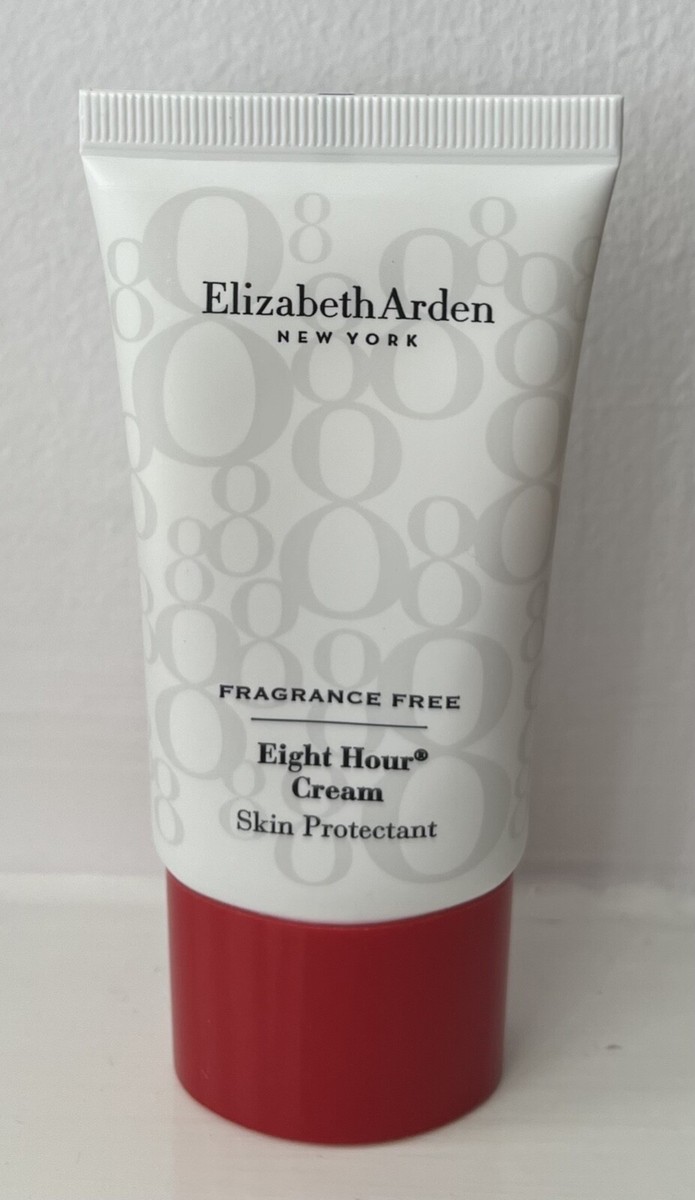 ElizabethArden
NEW YORK
FRAGRANCE FREE
Eight Hour®
Cream
Skin Protectant